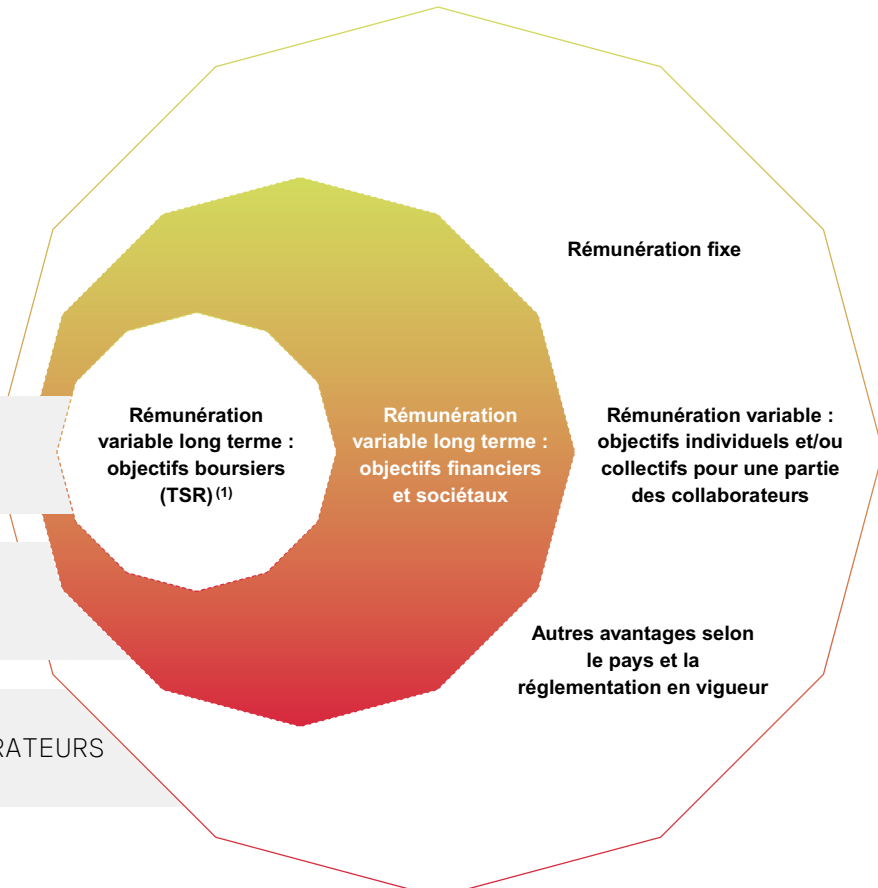 Rémunération fixe
Rémunération
variable long terme :
objectifs boursiers
(TSR) (1)
Rémunération
variable long terme :
objectifs financiers
et sociétaux
Rémunération variable :
objectifs individuels et/ou
collectifs pour une partie
des collaborateurs
Autres avantages selon
le pays et la
réglementation en vigueur
RATEURS